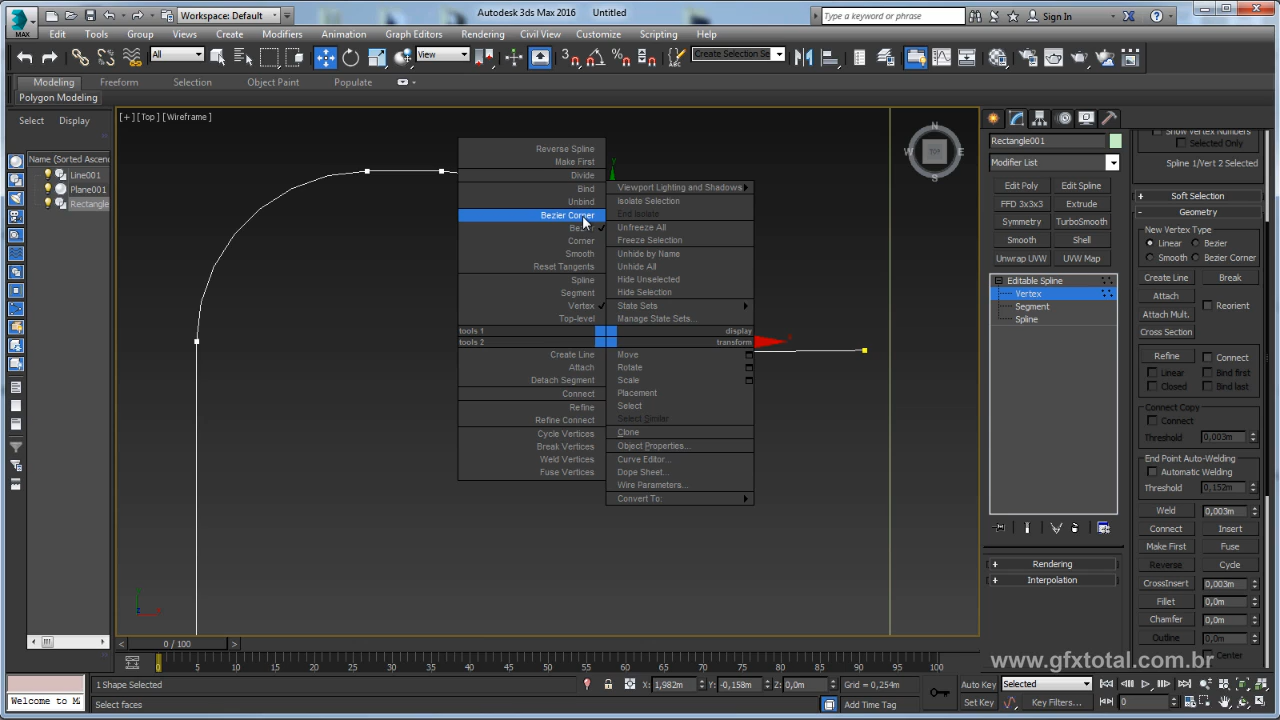 MAX
Workspace: Default
Autodesk 3ds Max 2016
Untitled
Type a keyword or phrase
Sign In
Edit
Tools
Group
Views
Create
Modifiers
Animation
Graph Editors
Rendering
Civil View
Customize
Scripting
Help
All
View
Create Selection Se
Modeling
Freeform
Selection
Object Paint
Populate
Polygon Modeling
Select
Display
Name (Sorted Ascen
Line001
Plane001
Rectangle
[+] [Top] [Wireframe]
N
W
TOP
E
S
Reverse Spline
Make First
Divide
Bind
Unbind
Bezier Corner
Bezier
Corner
Smooth
Reset Tangents
Spline
Segment
Vertex
Top-level
tools 1
tools 2
Create Line
Attach
Detach Segment
Connect
Refine
Refine Connect
Cycle Vertices
Break Vertices
Weld Vertices
Fuse Vertices
Viewport Lighting and Shadows
Isolate Selection
End Isolate
Unfreeze All
Freeze Selection
Unhide by Name
Unhide All
Hide Unselected
Hide Selection
State Sets
Manage State Sets...
display
transform
Move
Rotate
Scale
Placement
Select
Select Similar
Clone
Object Properties...
Curve Editor...
Dope Sheet...
Wire Parameters...
Convert To:
Rectangle001
Modifier List
Edit Poly
Edit Spline
FFD 3x3x3
Extrude
Symmetry
TurboSmooth
Smooth
Shell
Unwrap UVW
UVW Map
Editable Spline
Vertex
Segment
Spline
Rendering
Interpolation
Show Vertex Numbers
Selected Only
Spline 1/Vert 2 Selected
Soft Selection
Geometry
New Vertex Type
Linear
Bezier
Smooth
Bezier Corner
Create Line
Break
Attach
Reorient
Attach Mult.
Cross Section
Refine
Connect
Linear
Bind first
Closed
Bind last
Connect Copy
Connect
Threshold
0,003m
End Point Auto-Welding
Automatic Welding
Threshold
0,152m
Weld
0,003m
Connect
Insert
Make First
Fuse
Reverse
Cycle
CrossInsert
0,003m
Fillet
0,0m
Chamfer
0,0m
Outline
0,0m
Center
0 / 100
0
5
10
15
20
25
30
35
40
45
50
55
60
65
70
75
80
85
90
95
100
www.gfxtotal.com.br
1 Shape Selected
X: 1,982m
Y: -0,158m
Z: 0,0m
Grid = 0,254m
Auto Key
Selected
Welcome to MA
Select faces
Add Time Tag
Set Key
Key Filters...
0